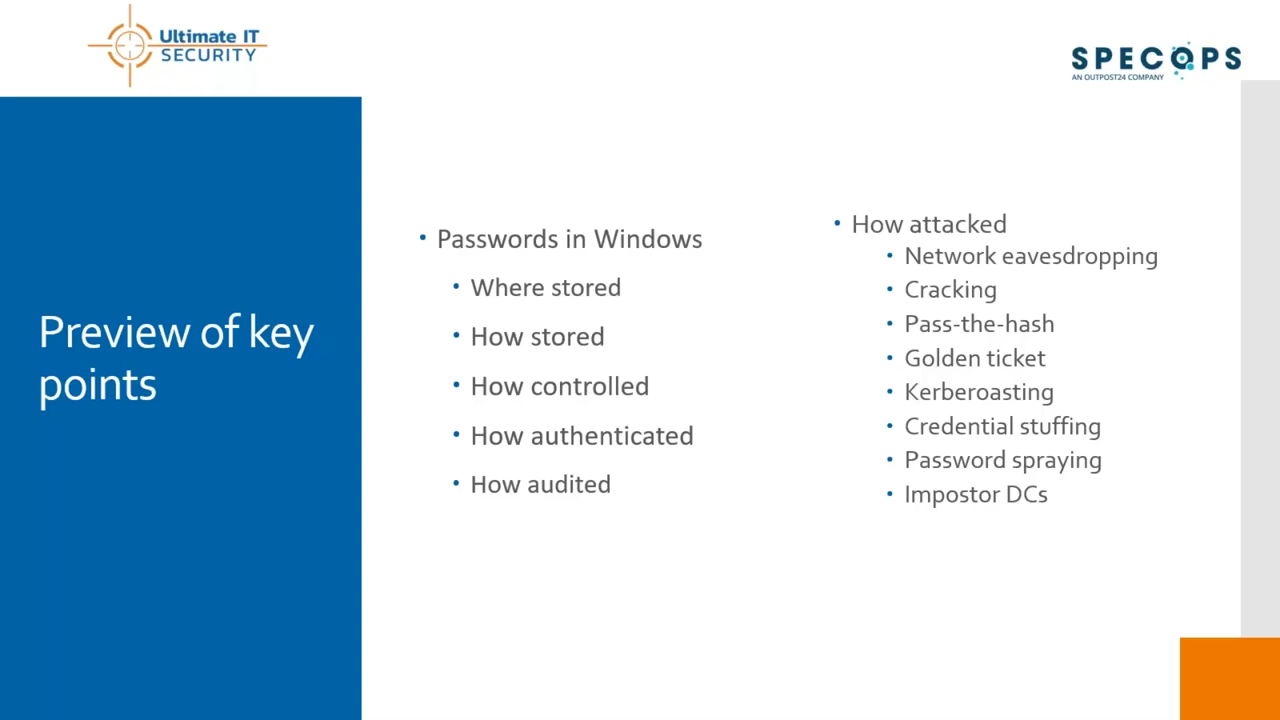 Ultimate IT
SECURITY
SPECOPS
AN OUTPOST24 COMPANY
Preview of key
points
• Passwords in Windows
• Where stored
• How stored
• How controlled
• How authenticated
• How audited
• How attacked
• Network eavesdropping
• Cracking
• Pass-the-hash
• Golden ticket
• Kerberoasting
• Credential stuffing
• Password spraying
• Impostor DCs